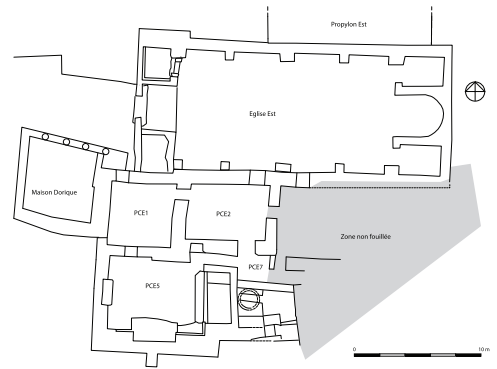 Propylon Est
Eglise Est
Maison Dorique
PCE1
PCE2
Zone non fouillée
PCE7
PCE5
0
10 m